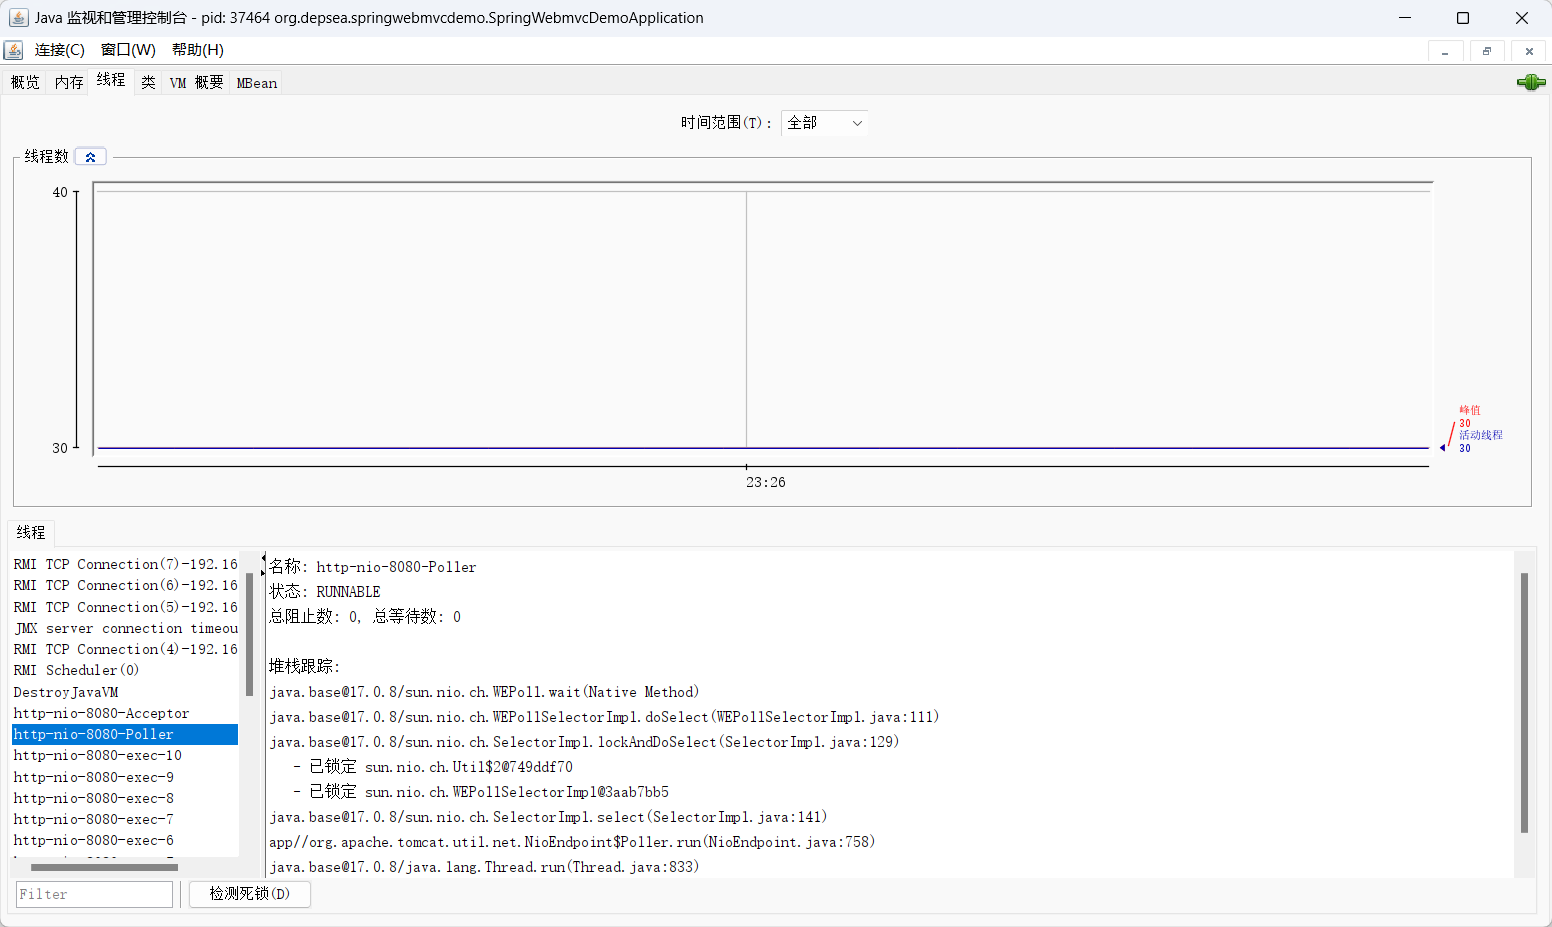 Java 监视和管理控制台 - pid: 37464 org.depsea.springwebmvcdemo.SpringWebmvcDemoApplication
连接(C) 窗口(W) 帮助(H)
概览 内存 线程 类 VM 概要 MBean
时间范围(T): 全部
线程数
40
30
峰值
30
活动线程
30
23:26
线程
RMI TCP Connection(7)-192.16
RMI TCP Connection(6)-192.16
RMI TCP Connection(5)-192.16
JMX server connection timeou
RMI TCP Connection(4)-192.16
RMI Scheduler(0)
DestroyJavaVM
http-nio-8080-Acceptor
http-nio-8080-Poller
http-nio-8080-exec-10
http-nio-8080-exec-9
http-nio-8080-exec-8
http-nio-8080-exec-7
http-nio-8080-exec-6
名称: http-nio-8080-Poller
状态: RUNNABLE
总阻止数: 0, 总等待数: 0
堆栈跟踪:
java.base@17.0.8/sun.nio.ch.WEPoll.wait(Native Method)
java.base@17.0.8/sun.nio.ch.WEPollSelectorImpl.doSelect(WEPollSelectorImpl.java:111)
java.base@17.0.8/sun.nio.ch.SelectorImpl.lockAndDoSelect(SelectorImpl.java:129)
- 已锁定 sun.nio.ch.Util$2@749ddf70
- 已锁定 sun.nio.ch.WEPollSelectorImpl@3aab7bb5
java.base@17.0.8/sun.nio.ch.SelectorImpl.select(SelectorImpl.java:141)
app//org.apache.tomcat.util.net.NioEndpoint$Poller.run(NioEndpoint.java:758)
java.base@17.0.8/java.lang.Thread.run(Thread.java:833)
Filter
检测死锁(D)